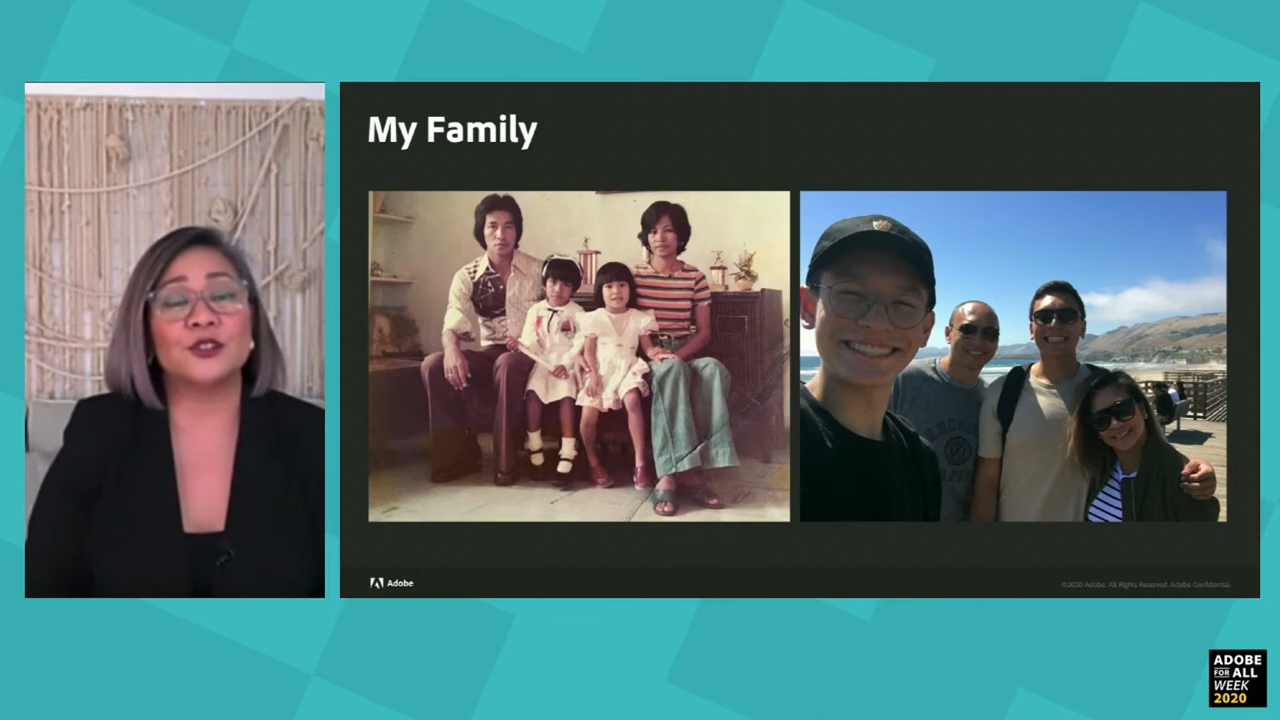 My Family
Adobe
©2020 Adobe. All Rights Reserved. Adobe Confidential.
ADOBE
FOR ALL
WEEK
2020